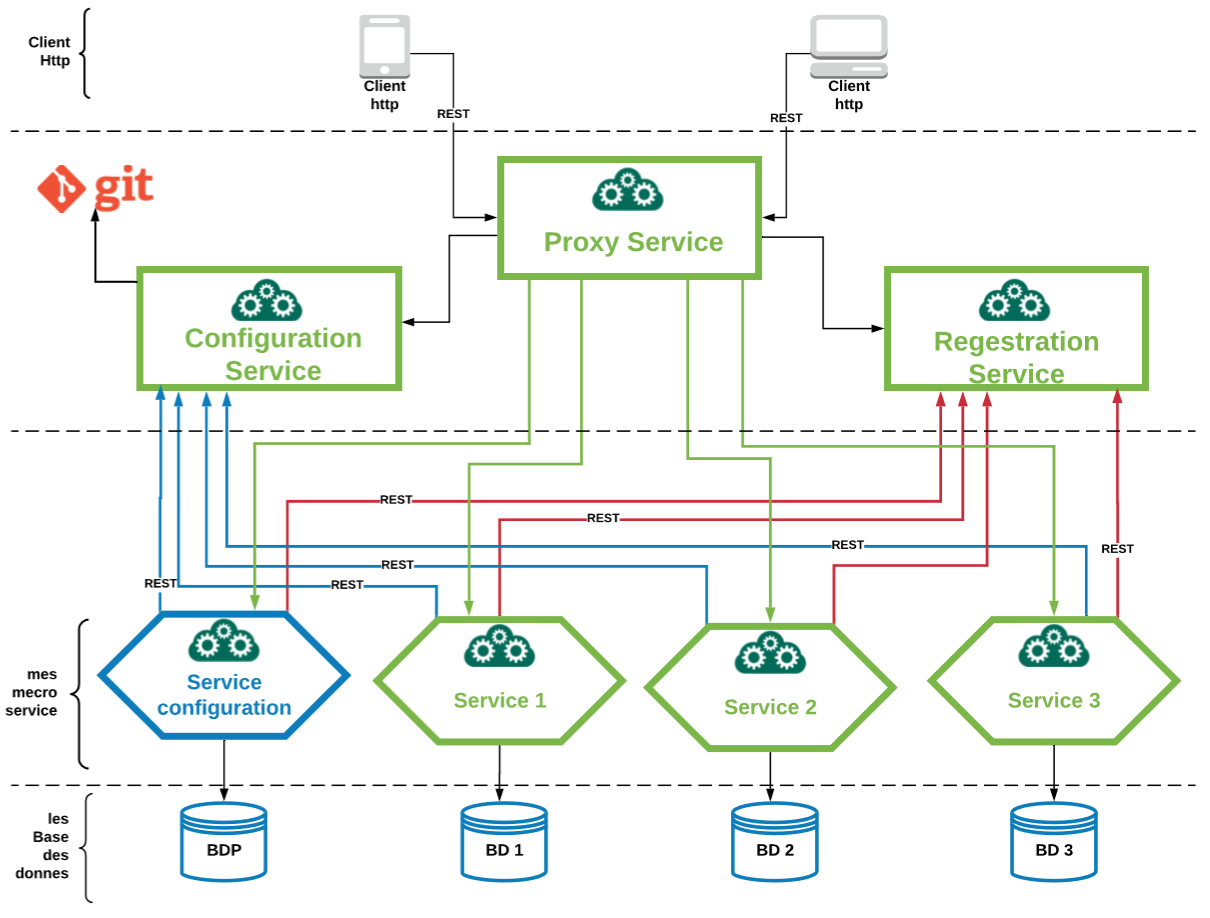 Client
Http
Client
http
Client
http
REST
REST
git
Proxy Service
Configuration
Service
Regestration
Service
REST
REST
REST
REST
REST
REST
REST
mes
mecro
service
Service
configuration
Service 1
Service 2
Service 3
les
Base
des
donnes
BDP
BD 1
BD 2
BD 3